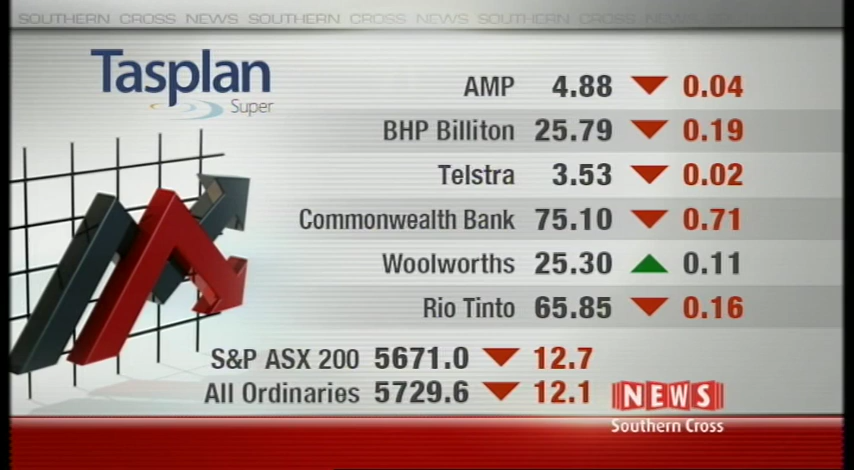 SOUTHERN CROSS NEWS SOUTHERN CROSS NEWS SOUTHERN CROSS NEWS SOUTHERN CROSS NEWS
Tasplan
Super
AMP 4.88 ▼ 0.04
BHP Billiton 25.79 ▼ 0.19
Telstra 3.53 ▼ 0.02
Commonwealth Bank 75.10 ▼ 0.71
Woolworths 25.30 ▲ 0.11
Rio Tinto 65.85 ▼ 0.16
S&P ASX 200 5671.0 ▼ 12.7
All Ordinaries 5729.6 ▼ 12.1
NEWS
Southern Cross